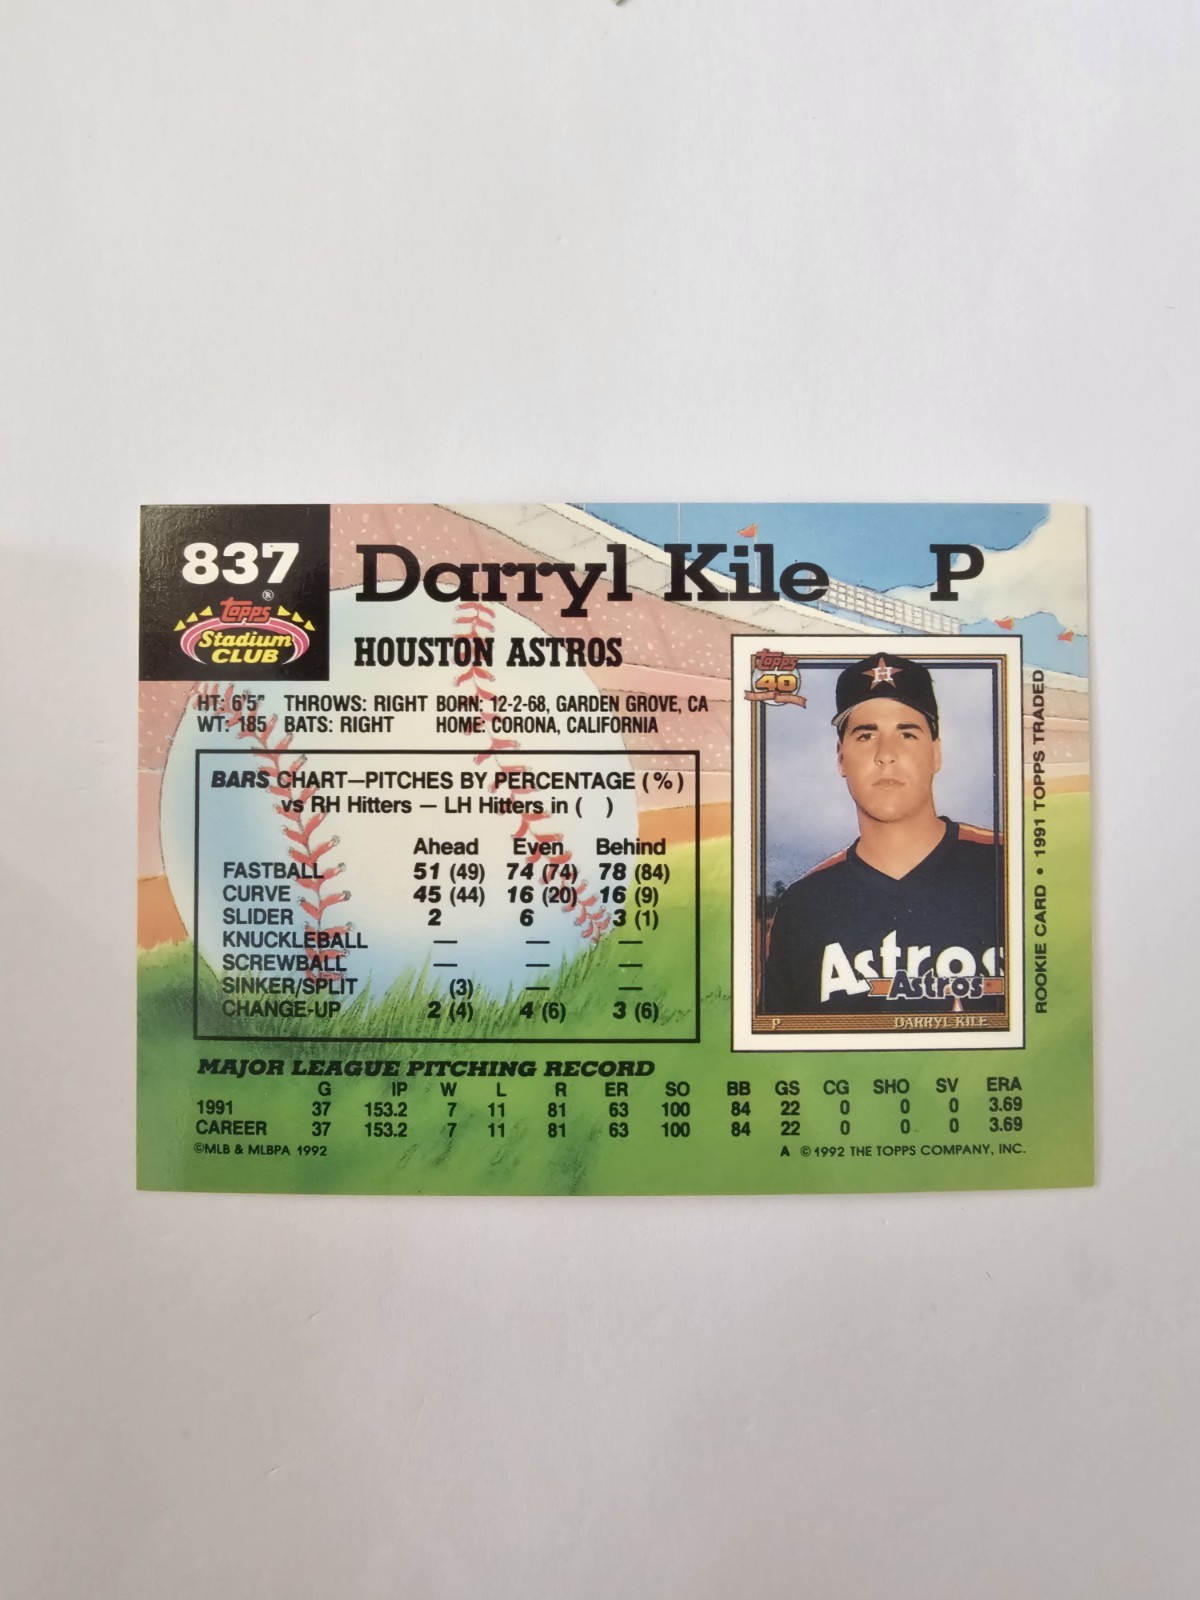 837
Topps®
Stadium
CLUB
Darryl Kile P
HOUSTON ASTROS
HT: 6'5" THROWS: RIGHT BORN: 12-2-68, GARDEN GROVE, CA
WT: 185 BATS: RIGHT HOME: CORONA, CALIFORNIA
BARS CHART—PITCHES BY PERCENTAGE (%)
vs RH Hitters — LH Hitters in ( )
Ahead Even Behind
FASTBALL 51 (49) 74 (74) 78 (84)
CURVE 45 (44) 16 (20) 16 (9)
SLIDER 2 6 3 (1)
KNUCKLEBALL — — —
SCREWBALL — — —
SINKER/SPLIT (3) — —
CHANGE-UP 2 (4) 4 (6) 3 (6)
Topps
40
H
Astros
Astros
P DARRYL KILE
ROOKIE CARD • 1991 TOPPS TRADED
MAJOR LEAGUE PITCHING RECORD
G IP W L R ER SO BB GS CG SHO SV ERA
1991 37 153.2 7 11 81 63 100 84 22 0 0 0 3.69
CAREER 37 153.2 7 11 81 63 100 84 22 0 0 0 3.69
©MLB & MLBPA 1992 A ©1992 THE TOPPS COMPANY, INC.